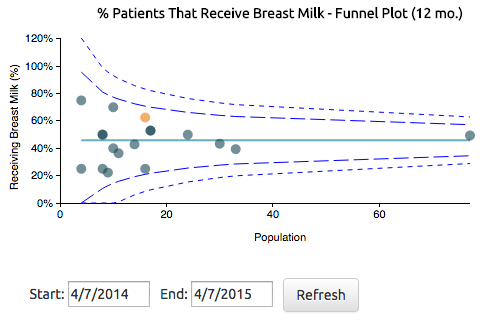 % Patients That Receive Breast Milk - Funnel Plot (12 mo.)
Receiving Breast Milk (%)
120%
100%
80%
60%
40%
20%
0%
0 20 40 60
Population
Start: 4/7/2014 End: 4/7/2015 Refresh